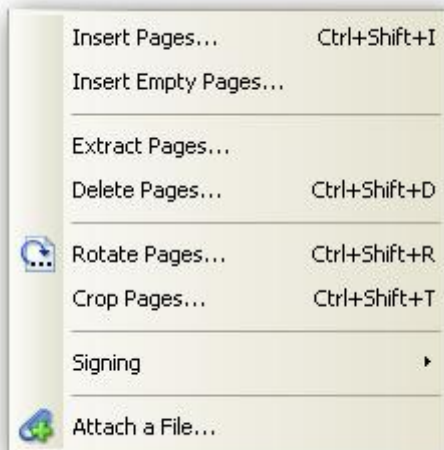 Insert Pages... Ctrl+Shift+I
Insert Empty Pages...
Extract Pages...
Delete Pages... Ctrl+Shift+D
Rotate Pages... Ctrl+Shift+R
Crop Pages... Ctrl+Shift+T
Signing
Attach a File...